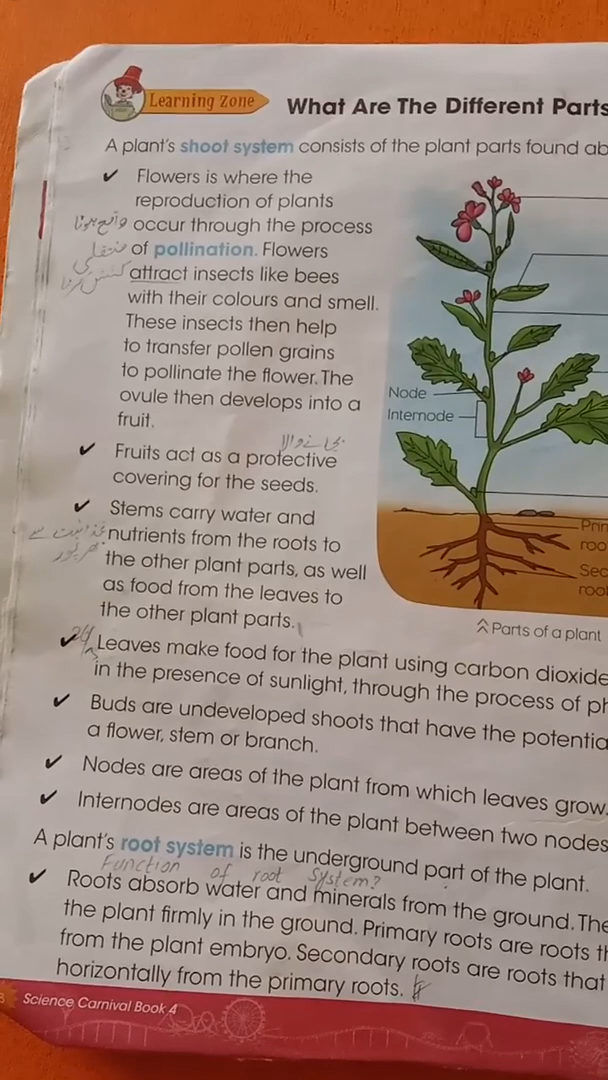 Learning Zone
What Are The Different Parts
A plant's shoot system consists of the plant parts found ab
✔ Flowers is where the
reproduction of plants
واقع ہونا
occur through the process
منتقلی
of pollination. Flowers
attract insects like bees
with their colours and smell.
These insects then help
to transfer pollen grains
to pollinate the flower. The
ovule then develops into a
fruit.
بچانے والا
✔ Fruits act as a protective
covering for the seeds.
✔ Stems carry water and
nutrients from the roots to
the other plant parts, as well
as food from the leaves to
the other plant parts.
Node
Internode
Prin
roo
Sec
root
Parts of a plant
✔ Leaves make food for the plant using carbon dioxide
in the presence of sunlight, through the process of ph
✔ Buds are undeveloped shoots that have the potentia
a flower, stem or branch.
✔ Nodes are areas of the plant from which leaves grow.
✔ Internodes are areas of the plant between two nodes
A plant's root system is the underground part of the plant.
Function of root System?
✔ Roots absorb water and minerals from the ground. The
the plant firmly in the ground. Primary roots are roots th
from the plant embryo. Secondary roots are roots that
horizontally from the primary roots.
8 Science Carnival Book 4